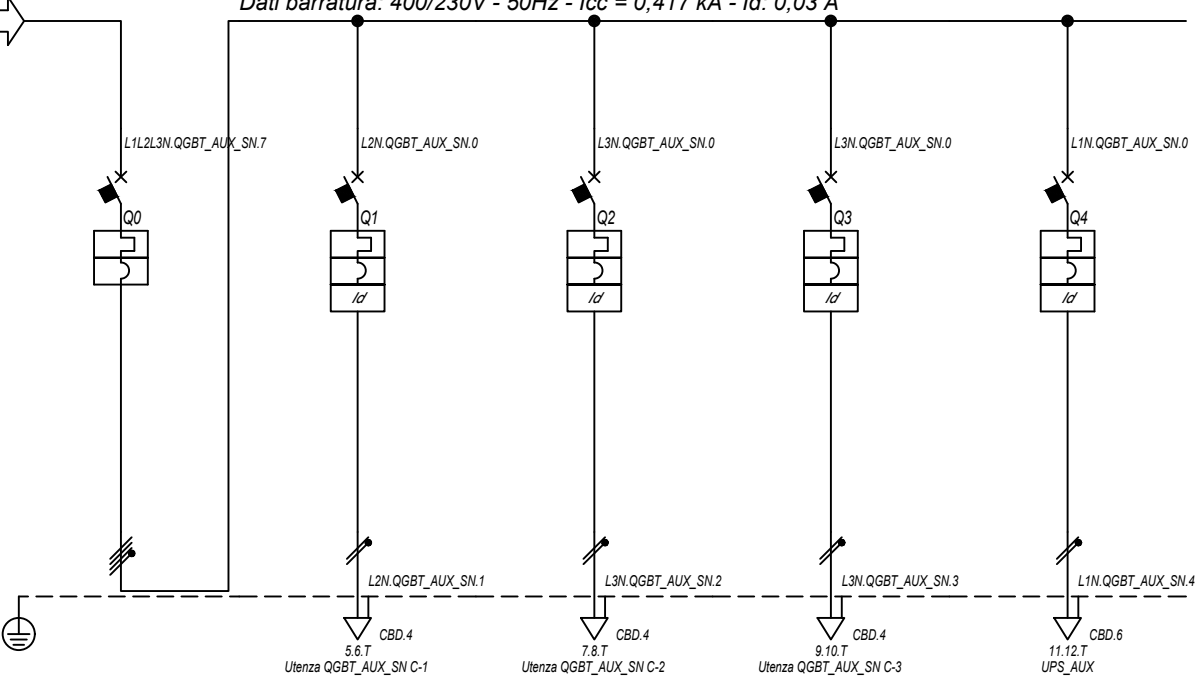 Dati barratura: 400/230V - 50Hz - Icc = 0,417 kA - Id: 0,03 A
L1L2L3N.QGBT_AUX_SN.7
L2N.QGBT_AUX_SN.0
L3N.QGBT_AUX_SN.0
L3N.QGBT_AUX_SN.0
L1N.QGBT_AUX_SN.0
Q0
Q1
Q2
Q3
Q4
Id
Id
Id
Id
L2N.QGBT_AUX_SN.1
L3N.QGBT_AUX_SN.2
L3N.QGBT_AUX_SN.3
L1N.QGBT_AUX_SN.4
CBD.4
CBD.4
CBD.4
CBD.6
5.6.T
7.8.T
9.10.T
11.12.T
Utenza QGBT_AUX_SN C-1
Utenza QGBT_AUX_SN C-2
Utenza QGBT_AUX_SN C-3
UPS_AUX